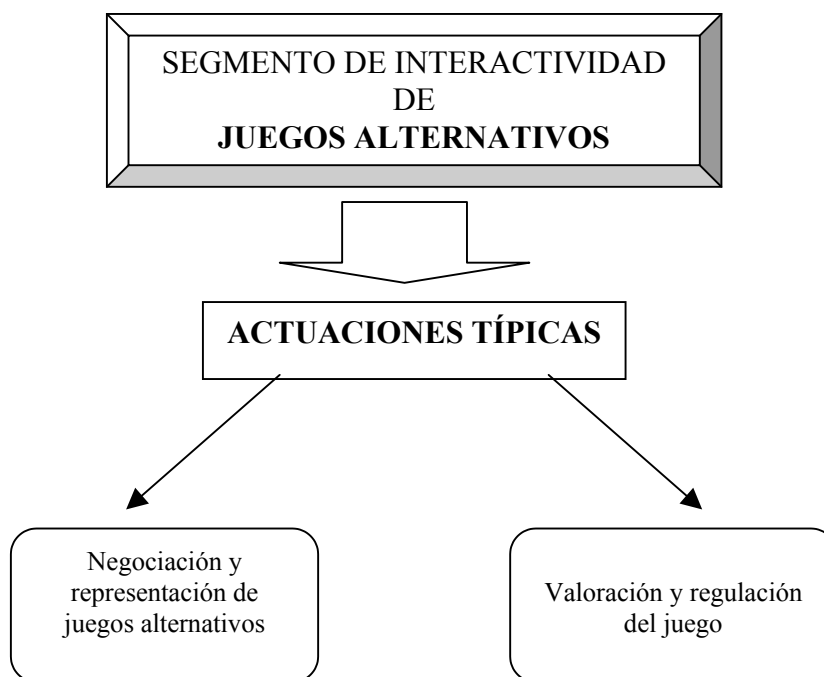 SEGMENTO DE INTERACTIVIDAD
DE
JUEGOS ALTERNATIVOS
ACTUACIONES TÍPICAS
Negociación y
representación de
juegos alternativos
Valoración y regulación
del juego